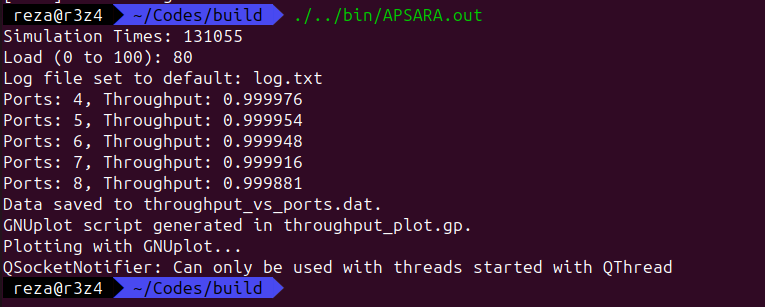 reza@r3z4 ~/Codes/build ./../bin/APSARA.out
Simulation Times: 131055
Load (0 to 100): 80
Log file set to default: log.txt
Ports: 4, Throughput: 0.999976
Ports: 5, Throughput: 0.999954
Ports: 6, Throughput: 0.999948
Ports: 7, Throughput: 0.999916
Ports: 8, Throughput: 0.999881
Data saved to throughput_vs_ports.dat.
GNUplot script generated in throughput_plot.gp.
Plotting with GNUplot...
QSocketNotifier: Can only be used with threads started with QThread
reza@r3z4 ~/Codes/build